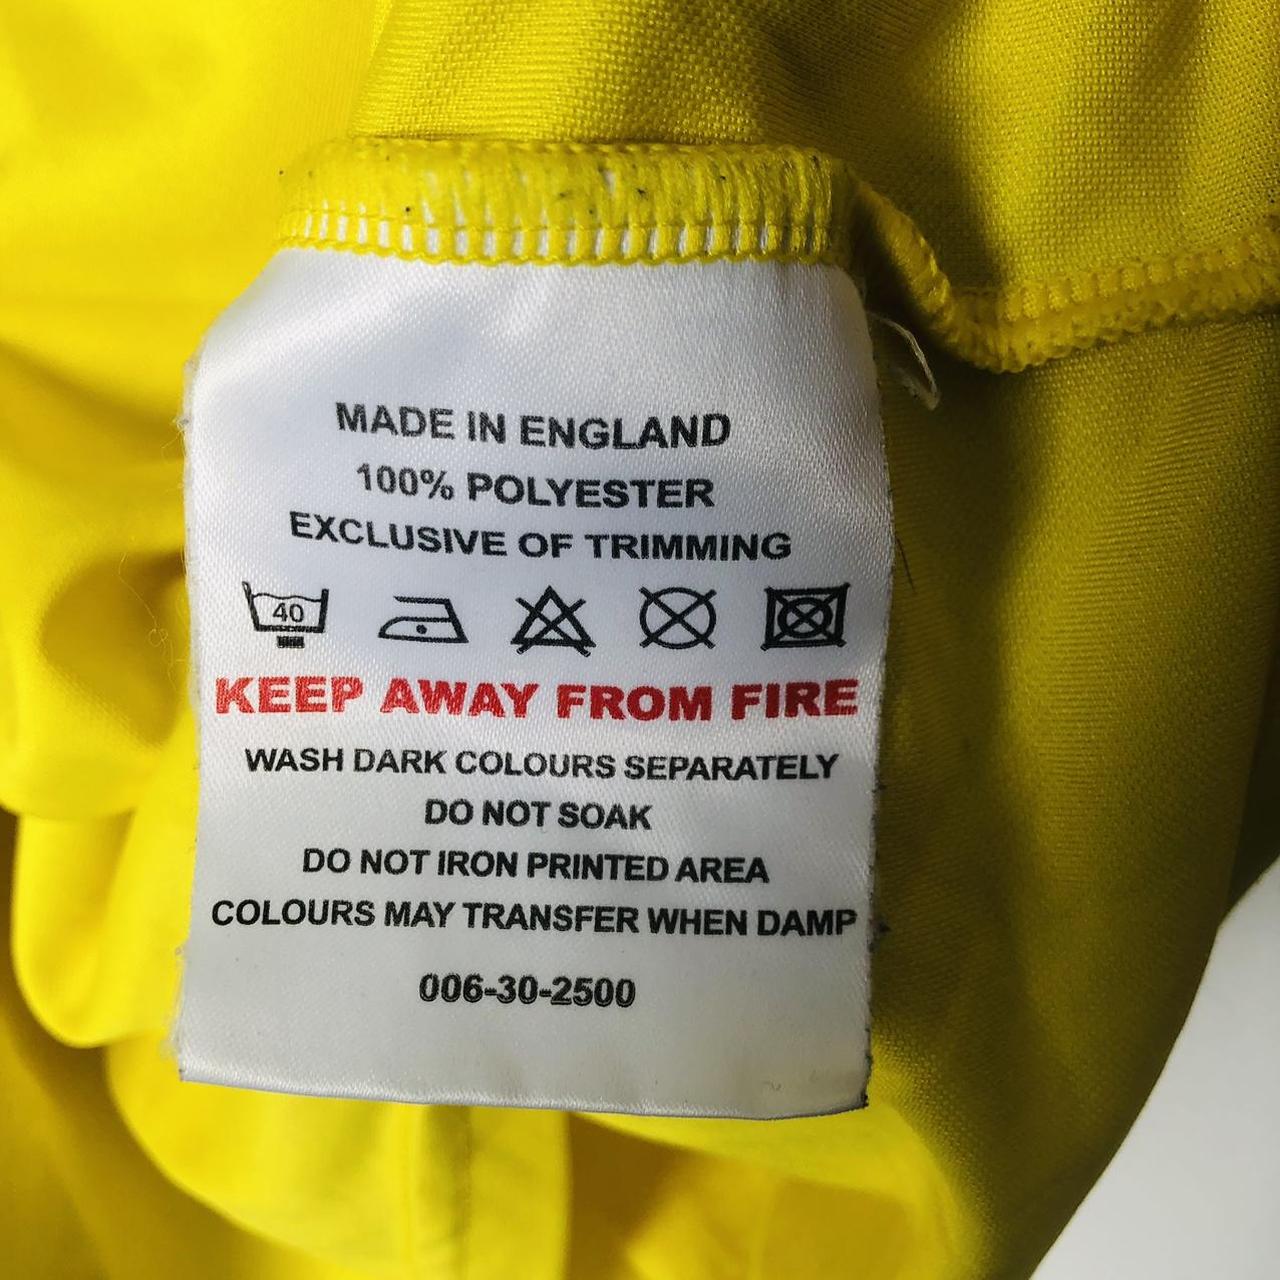 MADE IN ENGLAND
100% POLYESTER
EXCLUSIVE OF TRIMMING
40
KEEP AWAY FROM FIRE
WASH DARK COLOURS SEPARATELY
DO NOT SOAK
DO NOT IRON PRINTED AREA
COLOURS MAY TRANSFER WHEN DAMP
006-30-2500